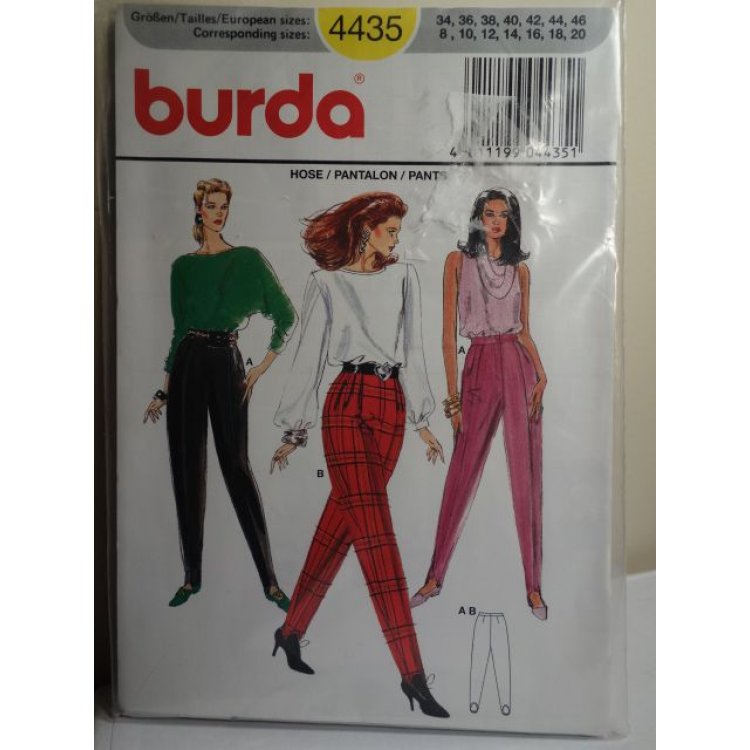 Größen/Tailles/European sizes: 34, 36, 38, 40, 42, 44, 46
Corresponding sizes: 8, 10, 12, 14, 16, 18, 20
4435
burda®
044351
HOSE / PANTALON / PANTS
A
B
A
A B